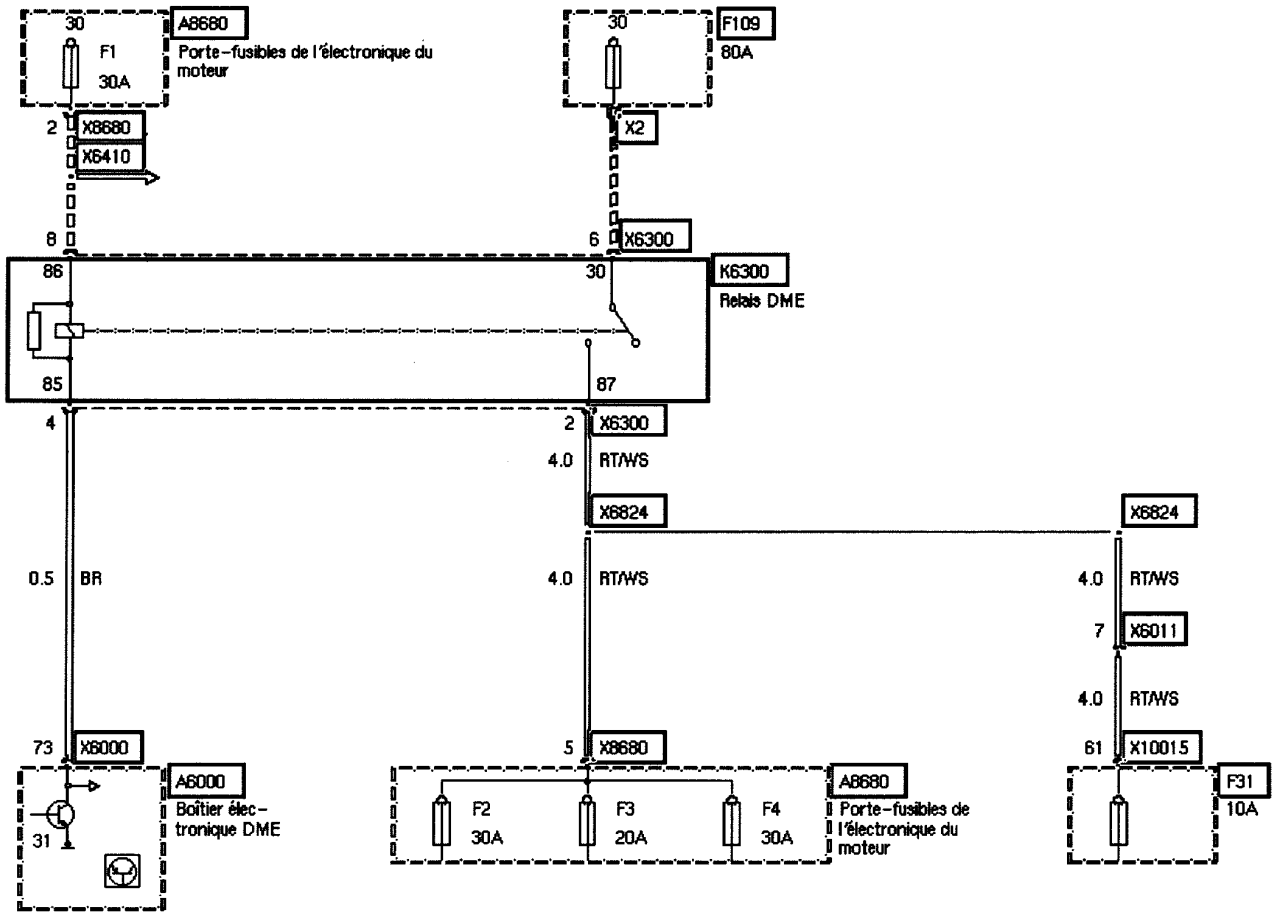 30
A8680
F1
30A
Porte-fusibles de l'électronique du
moteur
30
F109
80A
2
X8680
X6410
X2
8
6
X6300
86
30
K6300
Relais DME
85
87
4
2
X6300
4.0
RT/WS
X6824
X6824
0.5
BR
4.0
RT/WS
4.0
RT/WS
7
X6011
4.0
RT/WS
73
X6000
5
X8680
61
X10015
A6000
Boîtier élec-
tronique DME
31
F2
30A
F3
20A
F4
30A
A8680
Porte-fusibles de
l'électronique du
moteur
F31
10A